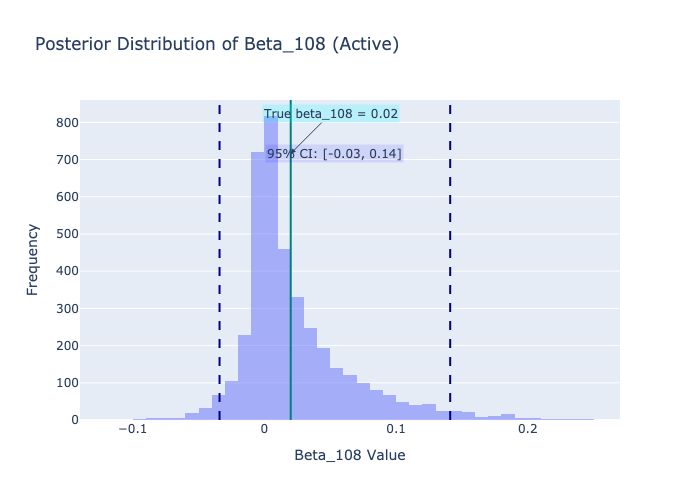 Posterior Distribution of Beta_108 (Active)
True beta_108 = 0.02
95% CI: [-0.03, 0.14]
800
700
600
500
400
300
200
100
0
Frequency
−0.1
0
0.1
0.2
Beta_108 Value